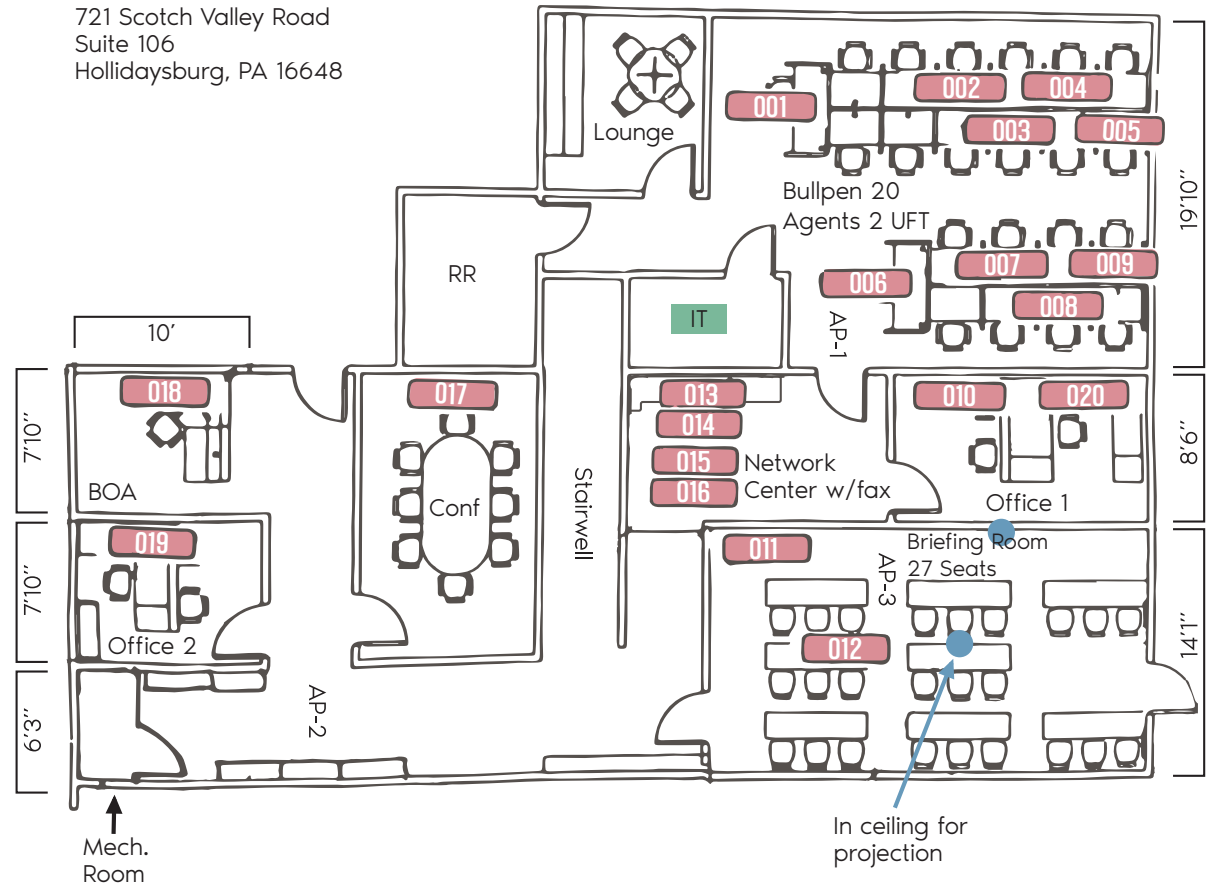 721 Scotch Valley Road
Suite 106
Hollidaysburg, PA 16648
Lounge
001
002
004
003
005
Bullpen 20
Agents 2 UFT
19'10"
RR
006
007
009
008
IT
AP-1
10'
7'10"
018
BOA
017
Conf
Stairwell
013
014
015
016
Network
Center w/fax
010
020
Office 1
8'6"
7'10"
019
Office 2
011
Briefing Room
27 Seats
AP-3
012
14'1"
6'3"
AP-2
Mech.
Room
In ceiling for
projection